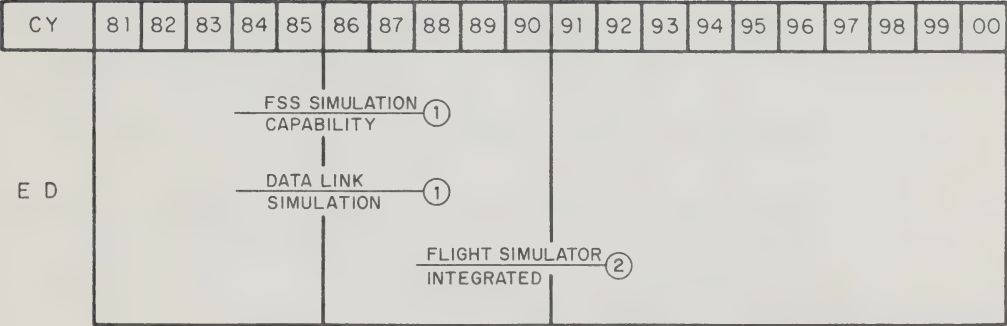 CY 81 82 83 84 85 86 87 88 89 90 91 92 93 94 95 96 97 98 99 00
FSS SIMULATION
CAPABILITY
1
ED
DATA LINK
SIMULATION
1
FLIGHT SIMULATOR
INTEGRATED
2